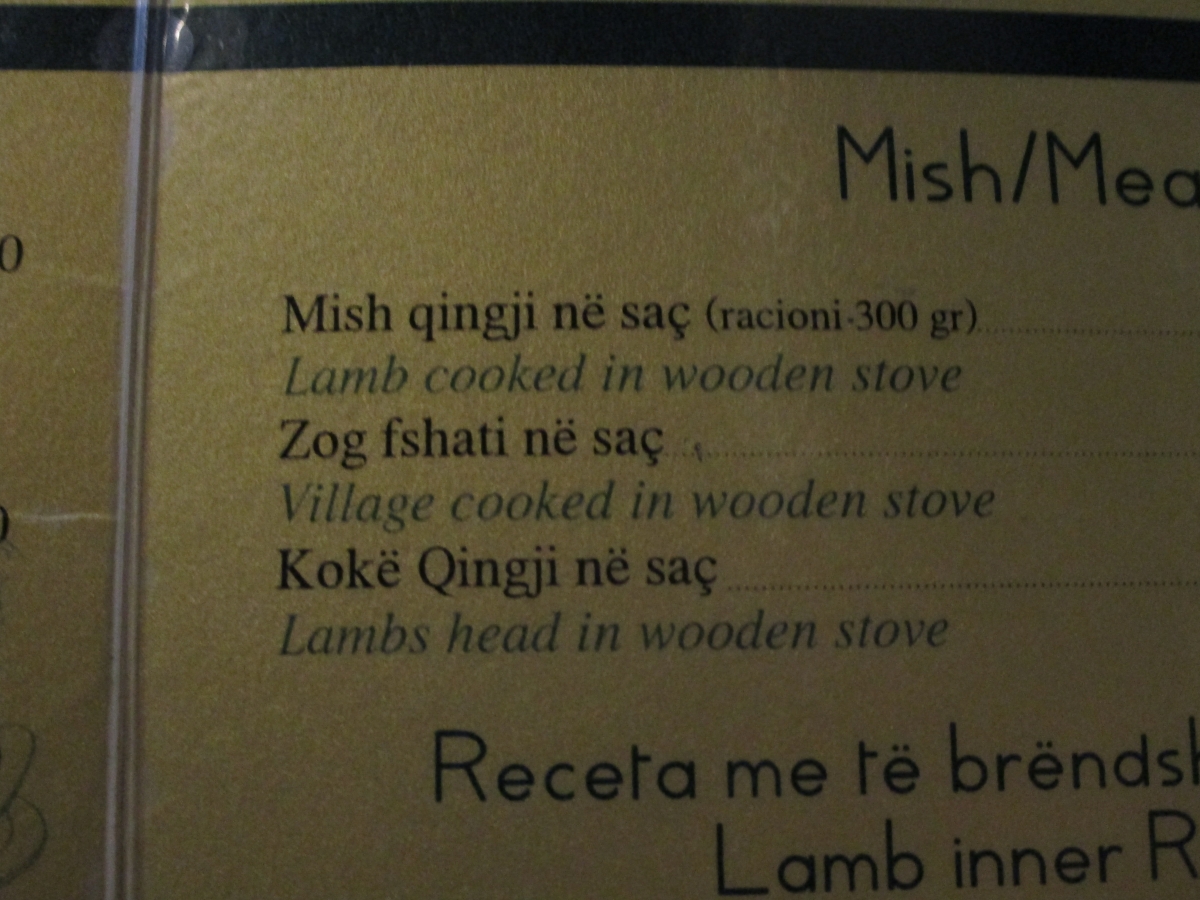 Mish/Mea
0
Mish qingji në saç (racioni-300 gr)
Lamb cooked in wooden stove
Zog fshati në saç
Village cooked in wooden stove
0
Kokë Qingji në saç
Lambs head in wooden stove
Receta me të brëndsh
Lamb inner R